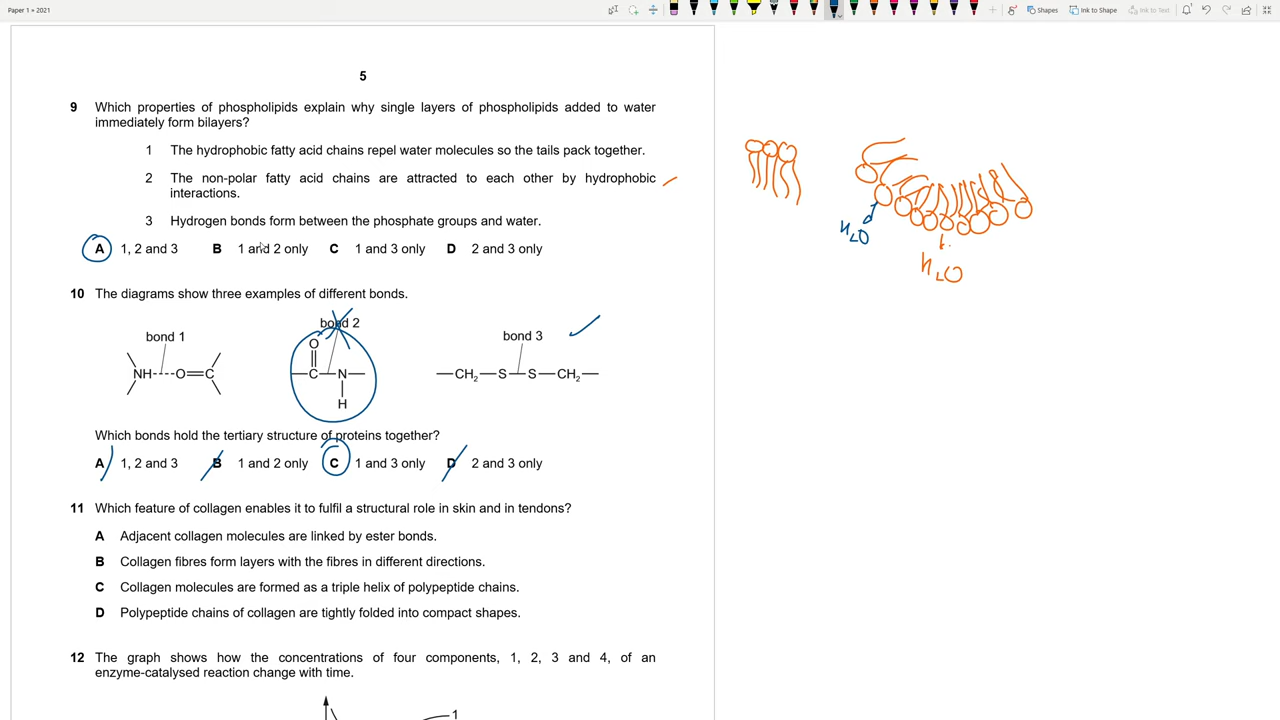 Paper 1 » 2021
Shapes
Ink to Shape
Ink to Text
5
9 Which properties of phospholipids explain why single layers of phospholipids added to water
immediately form bilayers?
1 The hydrophobic fatty acid chains repel water molecules so the tails pack together.
2 The non-polar fatty acid chains are attracted to each other by hydrophobic
interactions.
3 Hydrogen bonds form between the phosphate groups and water.
A 1, 2 and 3 B 1 and 2 only C 1 and 3 only D 2 and 3 only
H2O
H2O
10 The diagrams show three examples of different bonds.
bond 1
bond 2
bond 3
O
NH O C
C N
CH2 S S CH2
H
Which bonds hold the tertiary structure of proteins together?
A 1, 2 and 3 B 1 and 2 only C 1 and 3 only D 2 and 3 only
11 Which feature of collagen enables it to fulfil a structural role in skin and in tendons?
A Adjacent collagen molecules are linked by ester bonds.
B Collagen fibres form layers with the fibres in different directions.
C Collagen molecules are formed as a triple helix of polypeptide chains.
D Polypeptide chains of collagen are tightly folded into compact shapes.
12 The graph shows how the concentrations of four components, 1, 2, 3 and 4, of an
enzyme-catalysed reaction change with time.
1